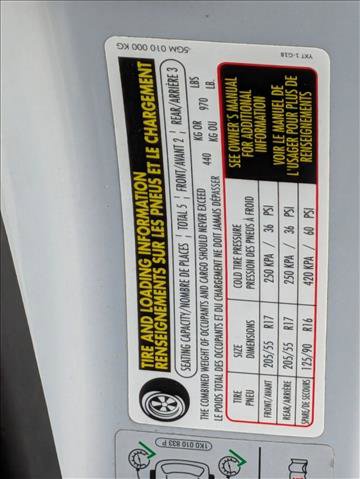 5GM 010 000 KG
YXT 1-G18
TIRE AND LOADING INFORMATION
RENSEIGNEMENTS SUR LES PNEUS ET LE CHARGEMENT
SEATING CAPACITY/NOMBRE DE PLACES | TOTAL 5 | FRONT/AVANT 2 | REAR/ARRIÈRE 3
THE COMBINED WEIGHT OF OCCUPANTS AND CARGO SHOULD NEVER EXCEED 440 KG OR 970 LBS
LE POIDS TOTAL DES OCCUPANTS ET DU CHARGEMENT NE DOIT JAMAIS DÉPASSER KG OU LB.
TIRE SIZE COLD TIRE PRESSURE
PNEU DIMENSIONS PRESSION DES PNEUS À FROID
FRONT/AVANT 205/55 R17 250 KPA / 36 PSI
REAR/ARRIÈRE 205/55 R17 250 KPA / 36 PSI
SPARE/DE SECOURS 125/90 R16 420 KPA / 60 PSI
SEE OWNER'S MANUAL
FOR ADDITIONAL
INFORMATION
VOIR LE MANUEL DE
L'USAGER POUR PLUS DE
RENSEIGNEMENTS
1K0 010 833 P